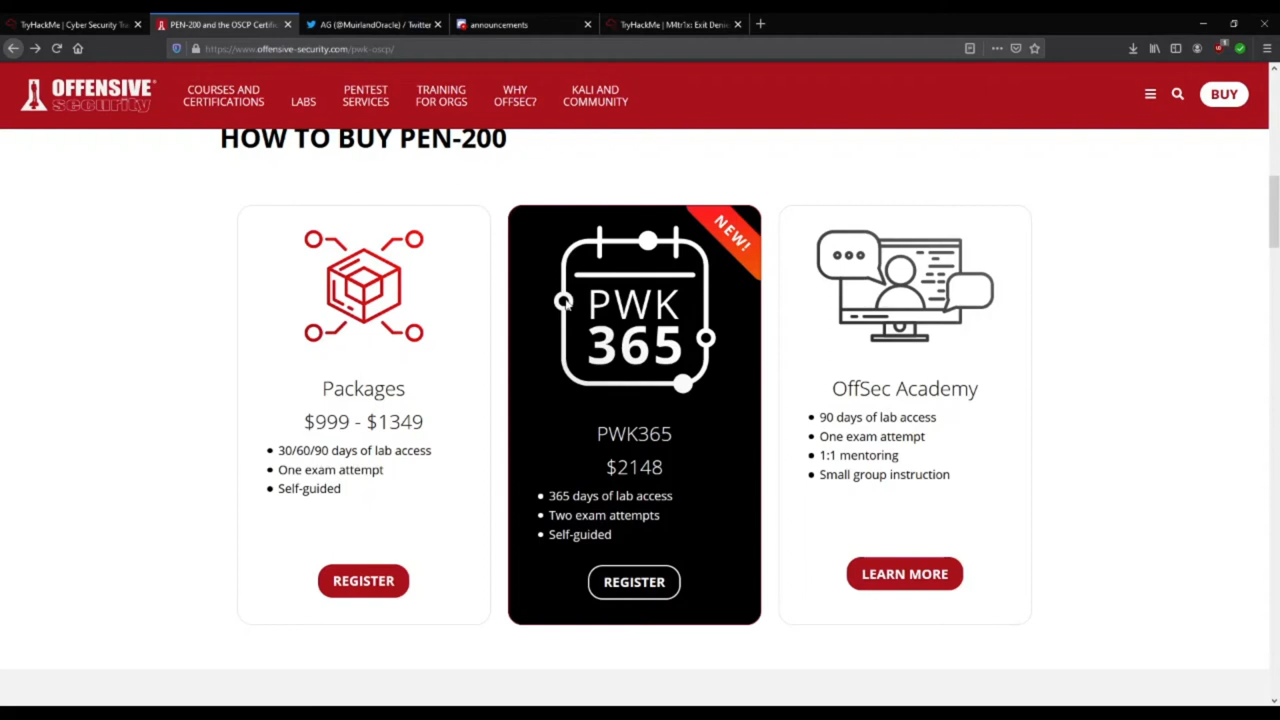 TryHackMe | Cyber Security Tra
PEN-200 and the OSCP Certific
AG (@MuirlandOracle) / Twitter
announcements
TryHackMe | M4tr1x: Exit Denie
https://www.offensive-security.com/pwk-oscp/
1
OFFENSIVE
security
COURSES AND
CERTIFICATIONS
LABS
PENTEST
SERVICES
TRAINING
FOR ORGS
WHY
OFFSEC?
KALI AND
COMMUNITY
BUY
HOW TO BUY PEN-200
Packages
$999 - $1349
• 30/60/90 days of lab access
• One exam attempt
• Self-guided
REGISTER
NEW!
PWK
365
PWK365
$2148
• 365 days of lab access
• Two exam attempts
• Self-guided
REGISTER
OffSec Academy
• 90 days of lab access
• One exam attempt
• 1:1 mentoring
• Small group instruction
LEARN MORE